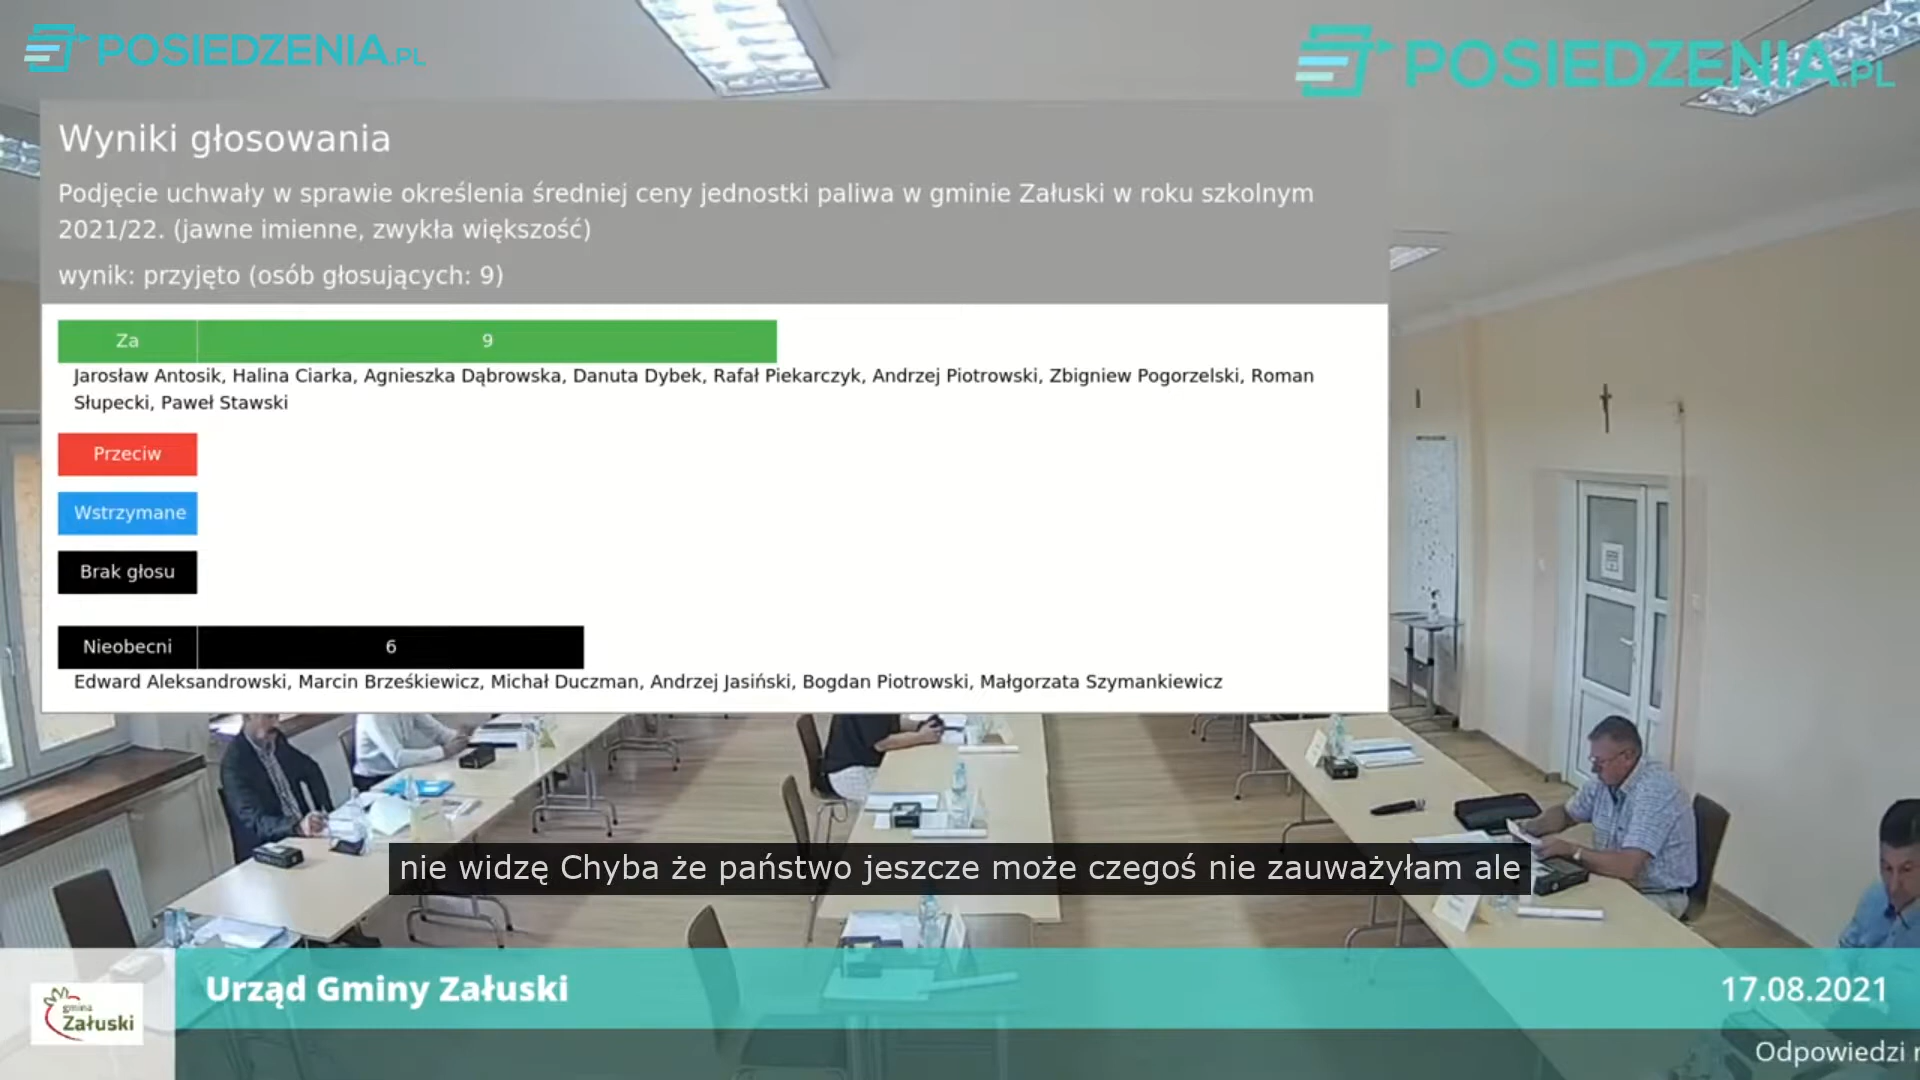 POSIEDZENIA.PL
POSIEDZENIA.PL
Wyniki głosowania
Podjęcie uchwały w sprawie określenia średniej ceny jednostki paliwa w gminie Załuski w roku szkolnym
2021/22. (jawne imienne, zwykła większość)
wynik: przyjęto (osób głosujących: 9)
Za 9
Jarosław Antosik, Halina Ciarka, Agnieszka Dąbrowska, Danuta Dybek, Rafał Piekarczyk, Andrzej Piotrowski, Zbigniew Pogorzelski, Roman
Słupecki, Paweł Stawski
Przeciw
Wstrzymane
Brak głosu
Nieobecni 6
Edward Aleksandrowski, Marcin Brześkiewicz, Michał Duczman, Andrzej Jasiński, Bogdan Piotrowski, Małgorzata Szymankiewicz
nie widzę Chyba że państwo jeszcze może czegoś nie zauważyłam ale
gmina
Załuski
Urząd Gminy Załuski
17.08.2021
Odpowiedzi